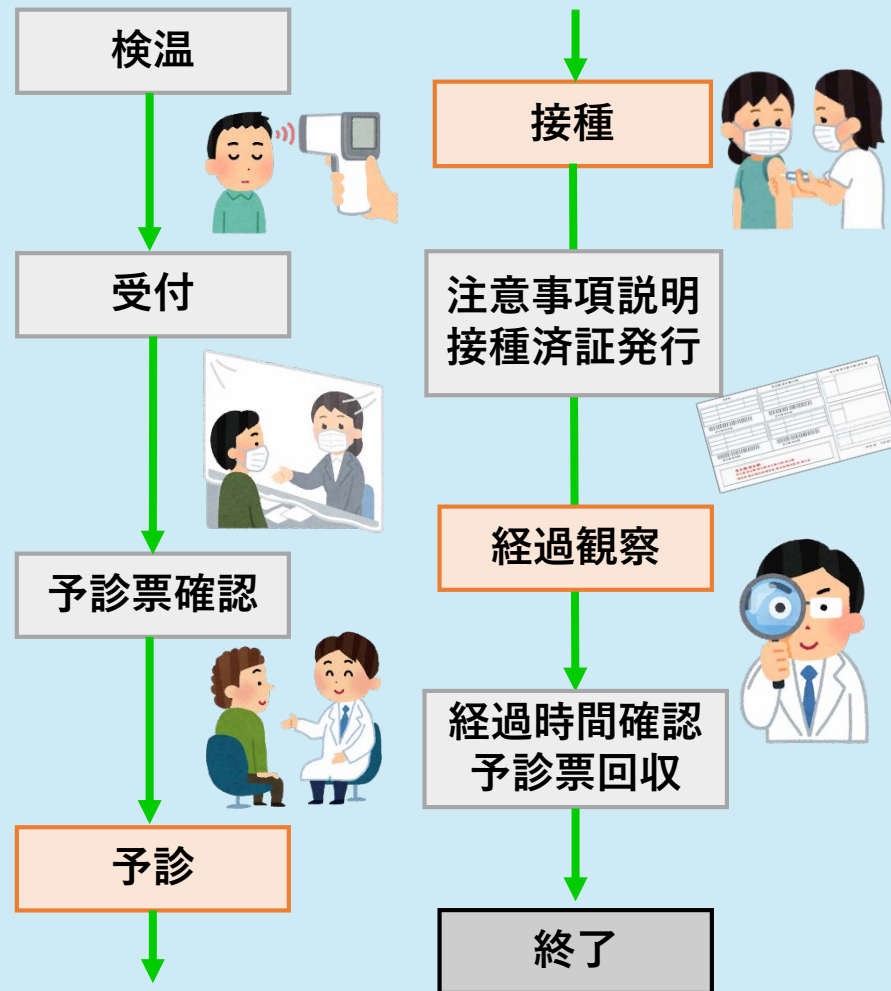 検温
受付
予診票確認
予診
接種
注意事項説明
接種済証発行
経過観察
経過時間確認
予診票回収
終了